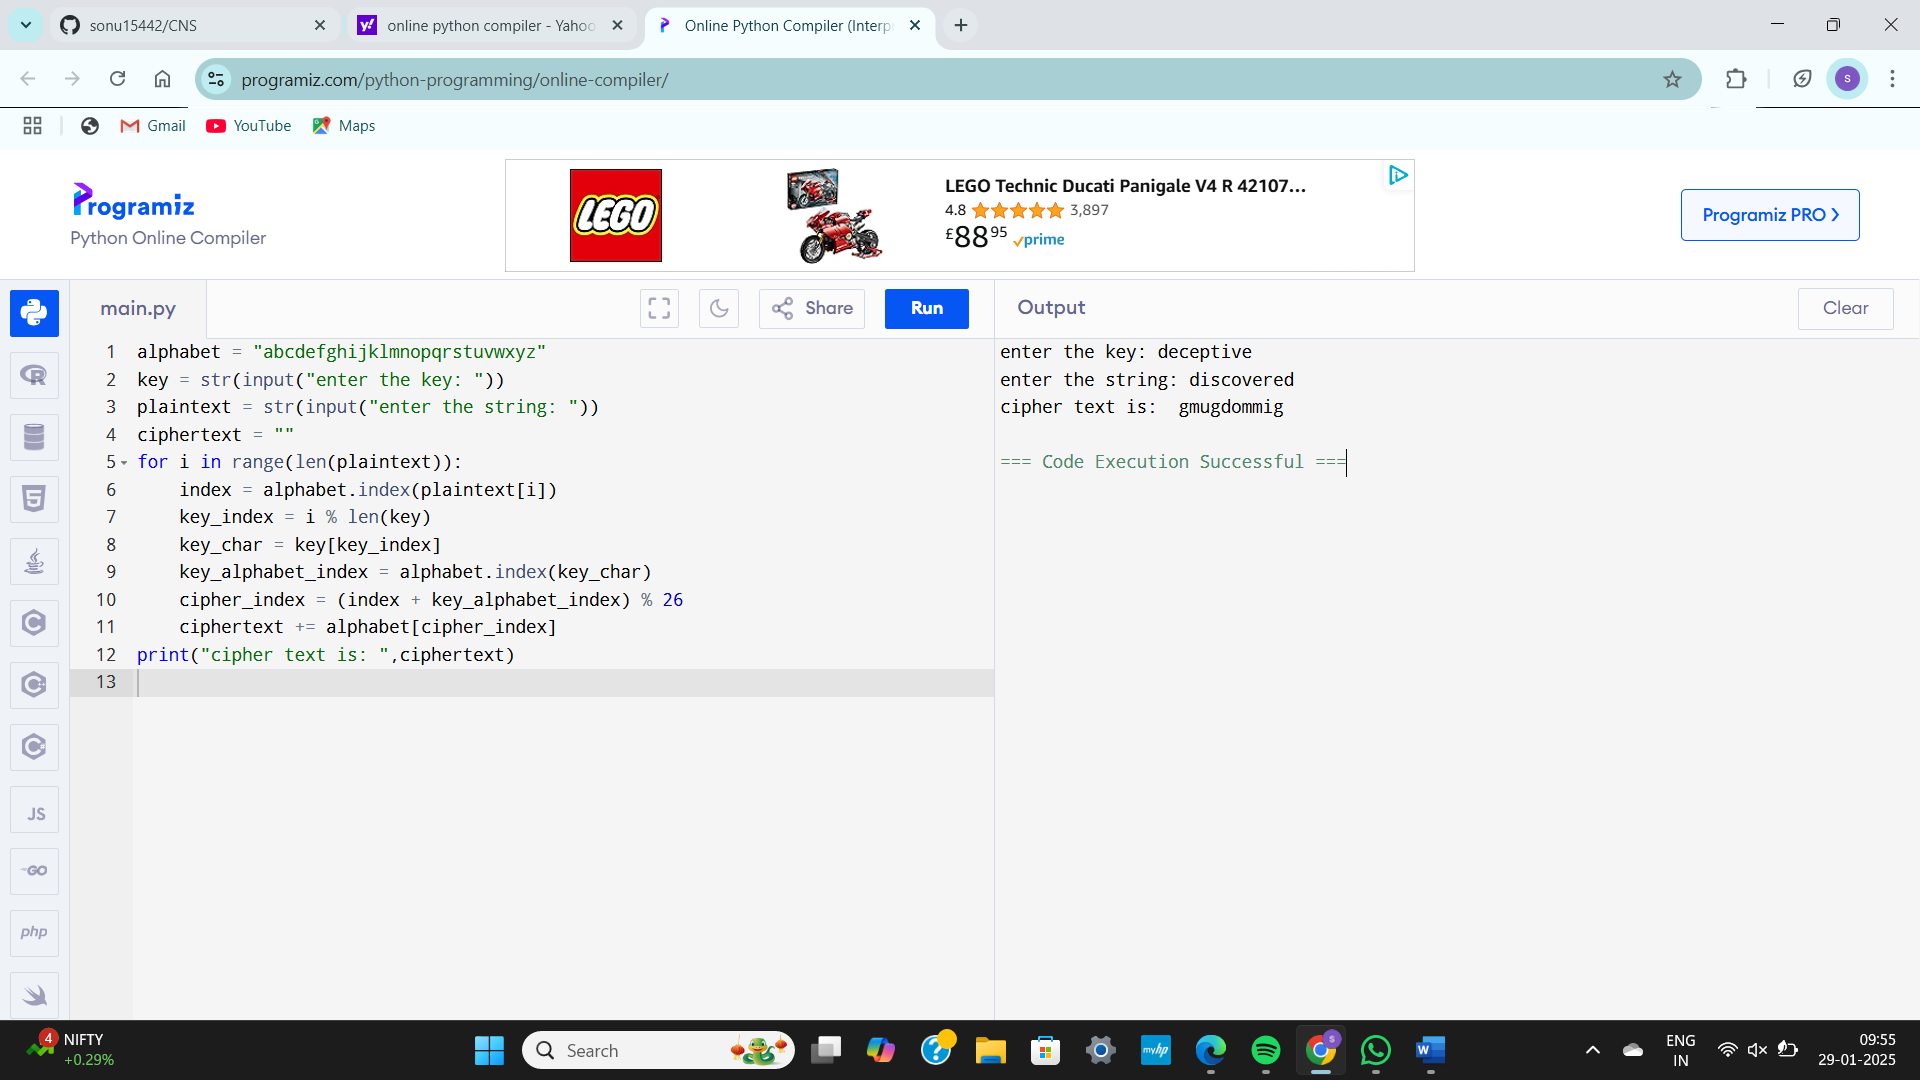 sonu15442/CNS
online python compiler - Yahoo
Online Python Compiler (Interp
programiz.com/python-programming/online-compiler/
S
Gmail
YouTube
Maps
Programiz
Python Online Compiler
LEGO
LEGO Technic Ducati Panigale V4 R 42107...
4.8 3,897
£88 95 prime
Programiz PRO
main.py
Share
Run
Output
Clear
1 alphabet = "abcdefghijklmnopqrstuvwxyz"
2 key = str(input("enter the key: "))
3 plaintext = str(input("enter the string: "))
4 ciphertext = ""
5 for i in range(len(plaintext)):
6 index = alphabet.index(plaintext[i])
7 key_index = i % len(key)
8 key_char = key[key_index]
9 key_alphabet_index = alphabet.index(key_char)
10 cipher_index = (index + key_alphabet_index) % 26
11 ciphertext += alphabet[cipher_index]
12 print("cipher text is: ",ciphertext)
13
enter the key: deceptive
enter the string: discovered
cipher text is:  gmugdommig
=== Code Execution Successful ===
R
5
C
C
C
JS
GO
php
4
NIFTY
+0.29%
Search
myhp
W
ENG
IN
09:55
29-01-2025